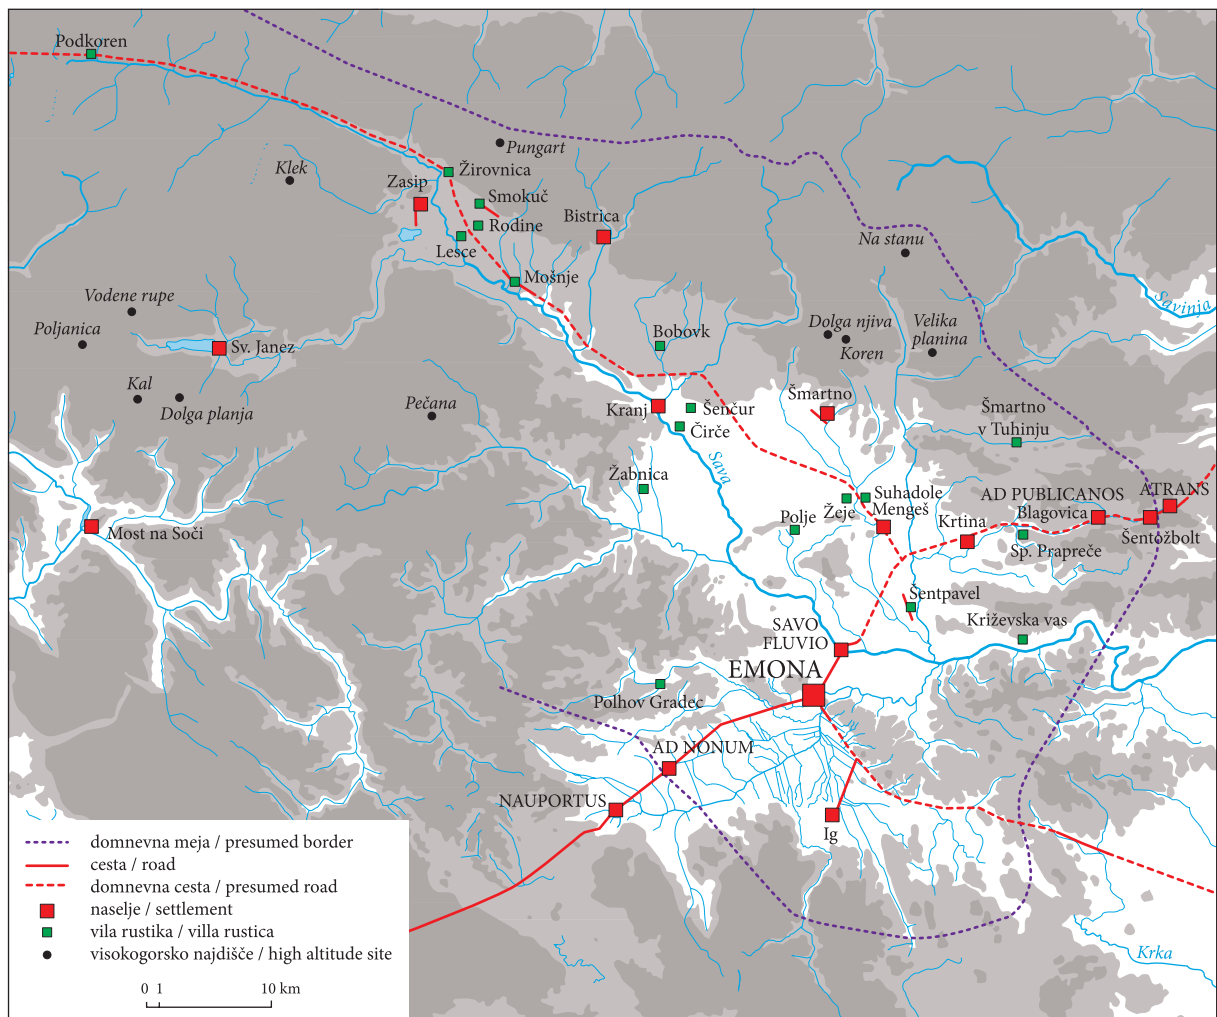 Podkoren
Pungart
Klek
Žirovnica
Zasip
Smokuč
Bistrica
Rodine
Lesce
Na stanu
Mošnje
Vodene rupe
Savinja
Poljanica
Bobovk
Dolga njiva
Velika
planina
Sv. Janez
Koren
Kal
Dolga planja
Pečana
Kranj
Šenčur
Šmartno
Šmartno
v Tuhinju
Čirče
Sava
Žabnica
Suhadole
AD PUBLICANOS
ATRANS
Most na Soči
Polje
Žeje
Mengeš
Krtina
Blagovica
Šentožbolt
Sp. Prapreče
Šentpavel
SAVO
FLUVIO
Križevska vas
EMONA
Polhov Gradec
AD NONUM
NAUPORTUS
Ig
Krka
domnevna meja / presumed border
cesta / road
domnevna cesta / presumed road
naselje / settlement
vila rustika / villa rustica
visokogorsko najdišče / high altitude site
0 1 10 km